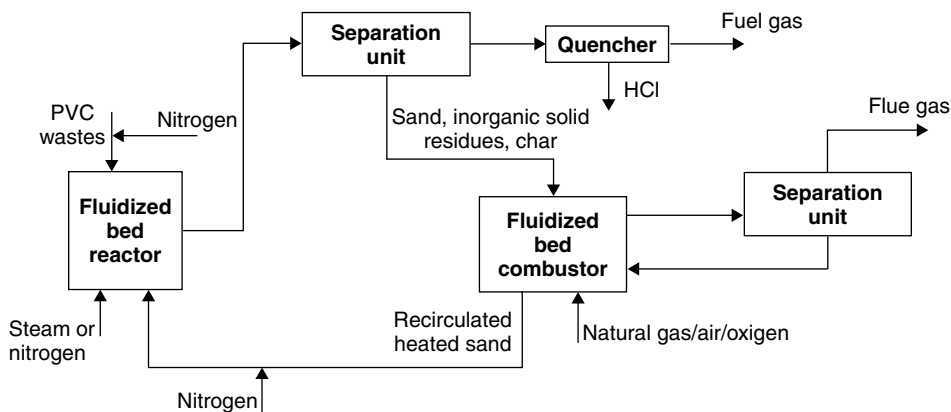 Separation
unit
Quencher
Fuel gas
HCl
PVC
wastes
Nitrogen
Sand, inorganic solid
residues, char
Flue gas
Fluidized
bed
reactor
Fluidized
bed
combustor
Separation
unit
Steam or
nitrogen
Recirculated
heated sand
Natural gas/air/oxigen
Nitrogen